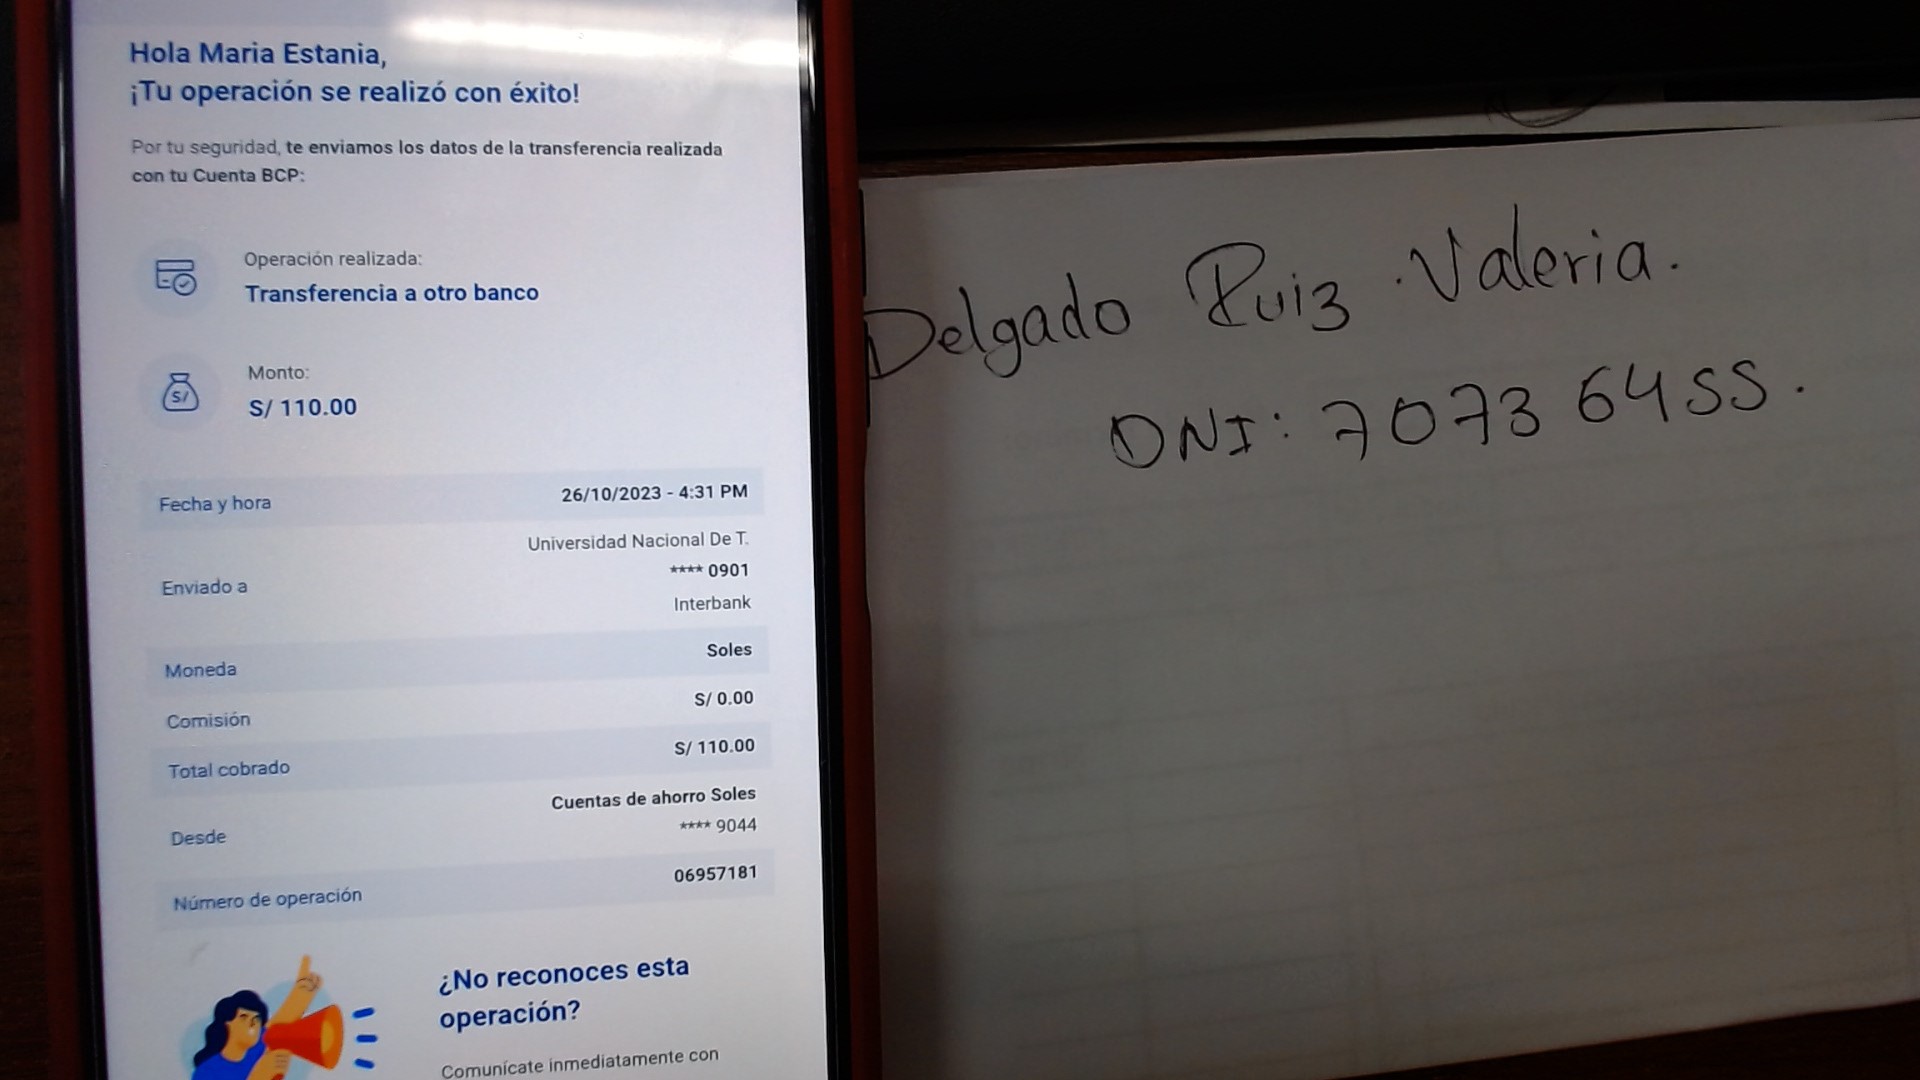 Hola Maria Estania,
¡Tu operación se realizó con éxito!
Por tu seguridad, te enviamos los datos de la transferencia realizada
con tu Cuenta BCP:
Operación realizada:
Transferencia a otro banco
S/
Monto:
S/ 110.00
Fecha y hora 26/10/2023 - 4:31 PM
Enviado a
Universidad Nacional De T.
**** 0901
Interbank
Moneda Soles
Comisión S/ 0.00
Total cobrado S/ 110.00
Desde
Cuentas de ahorro Soles
**** 9044
Número de operación 06957181
¿No reconoces esta
operación?
Comunícate inmediatamente con
Delgado Ruiz Valeria.
DNI: 70736455.